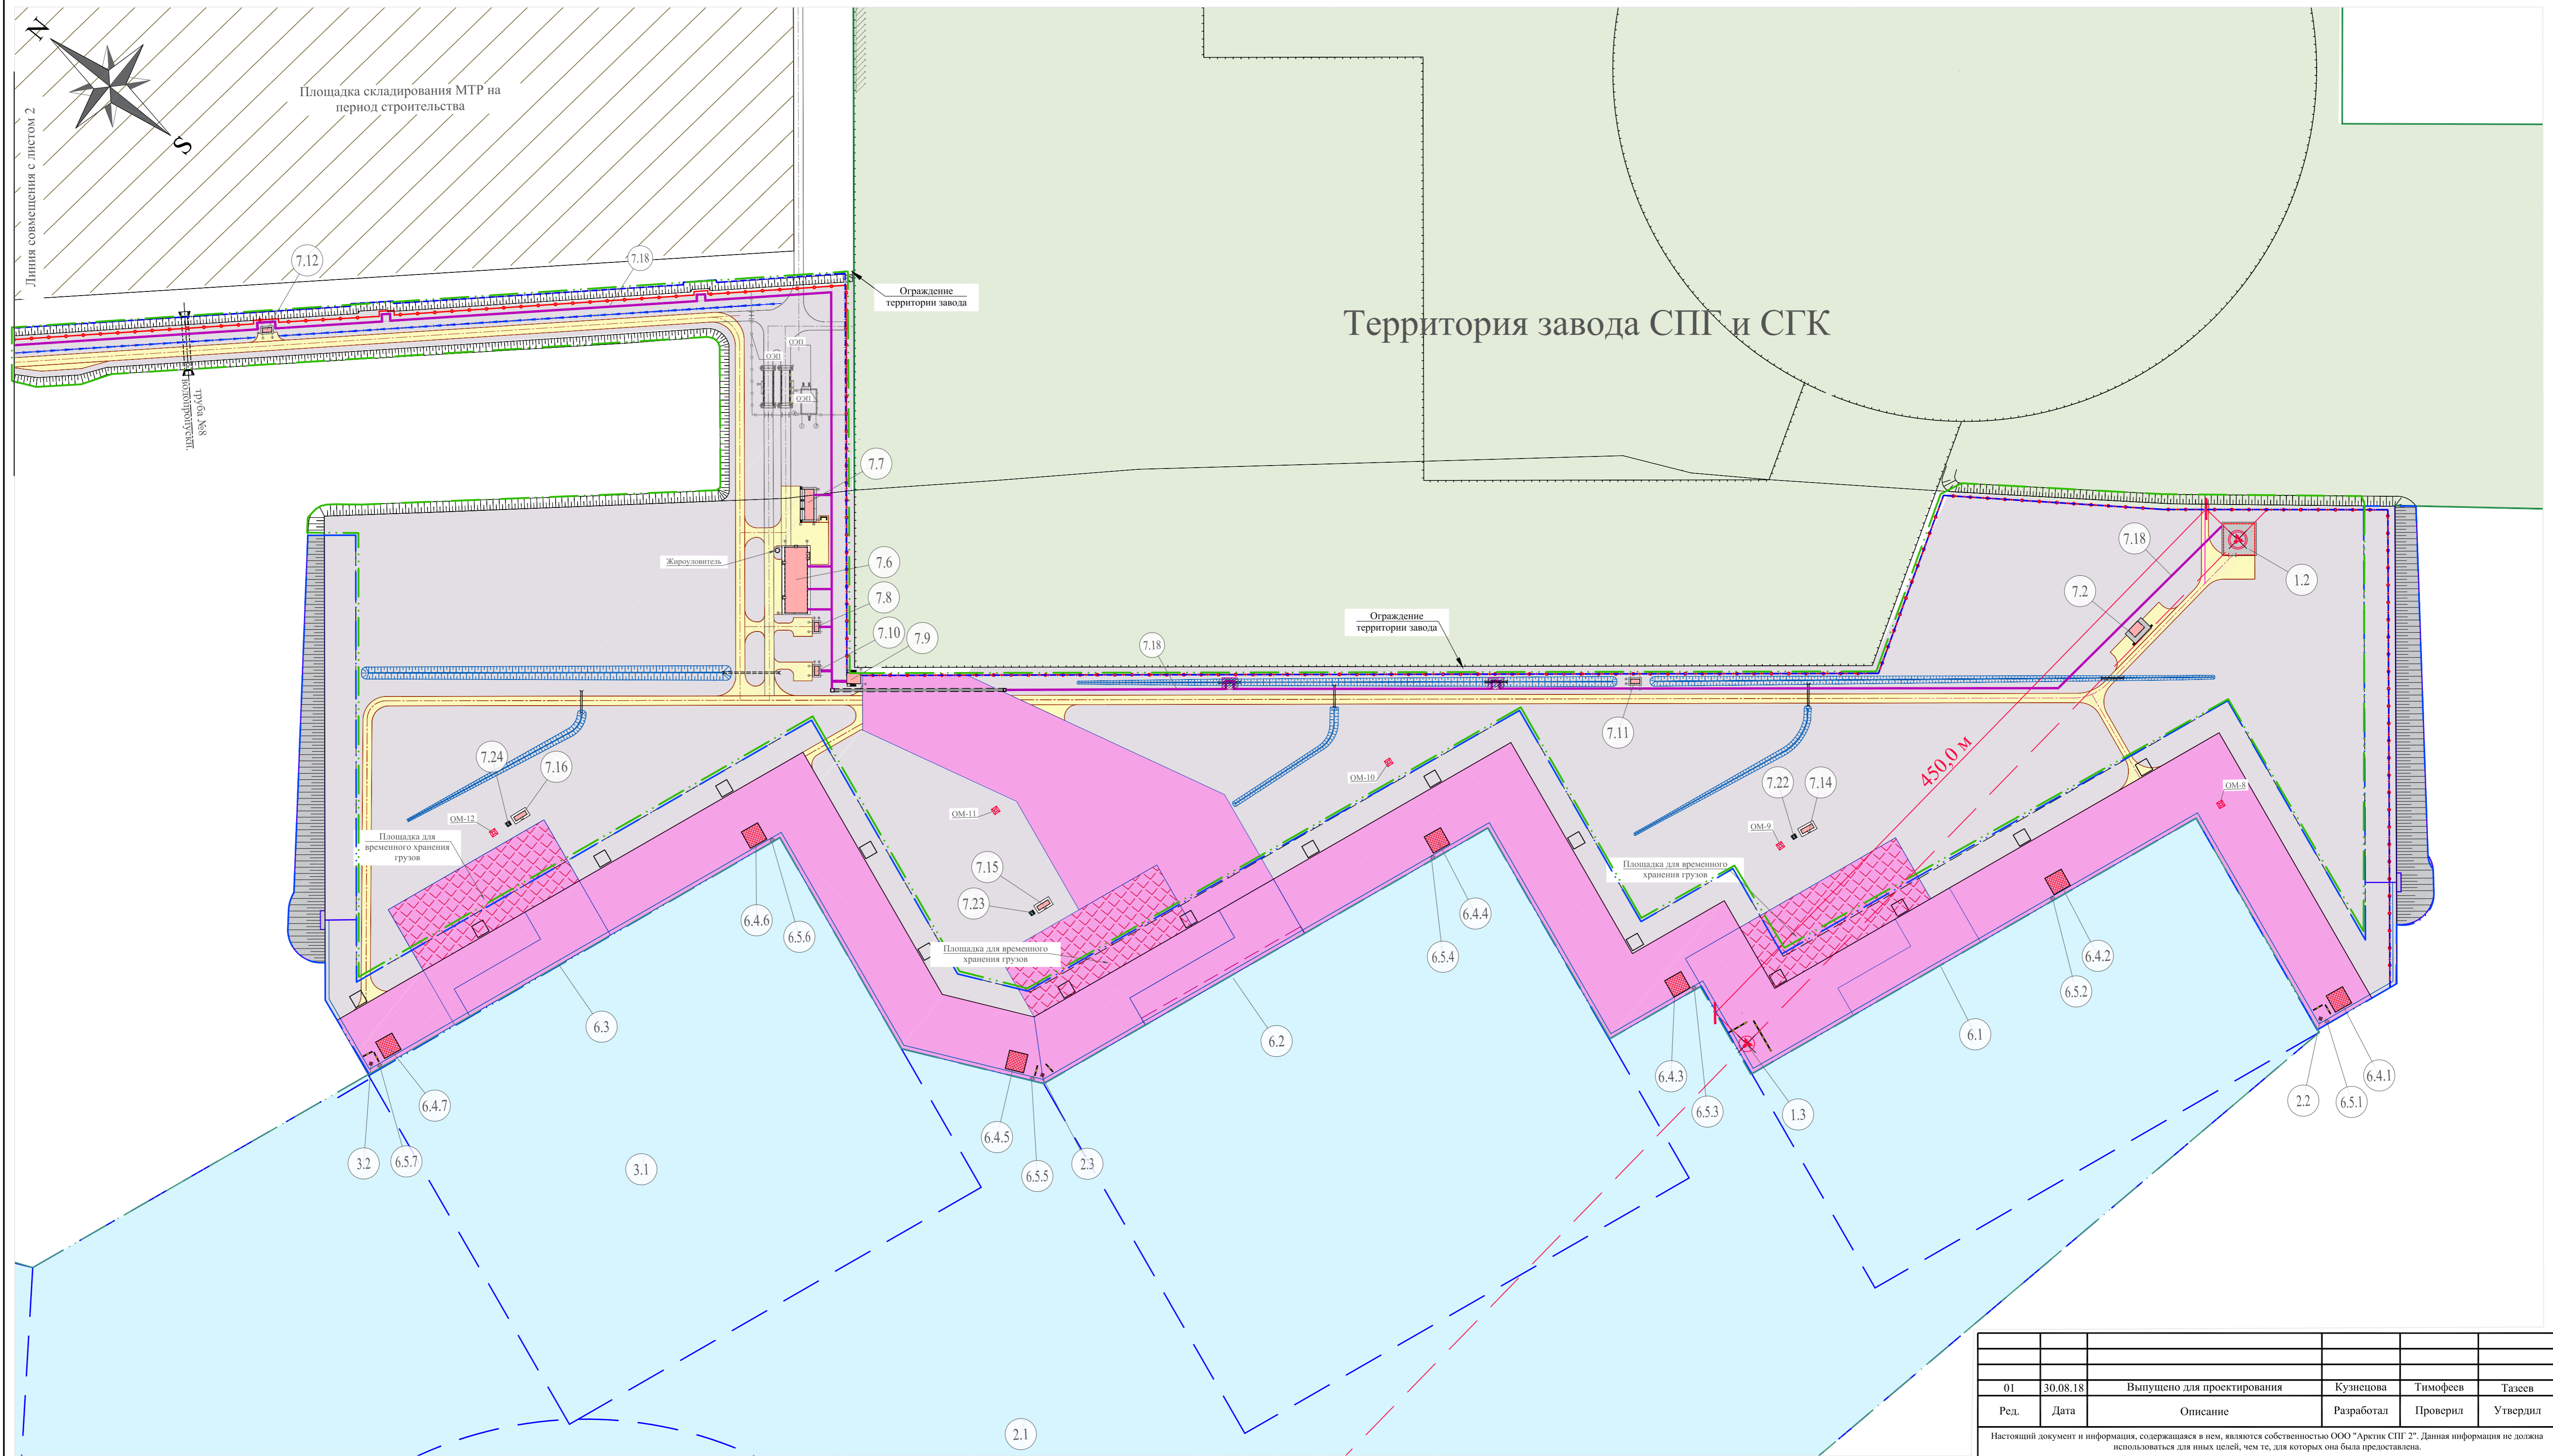 N
S
Линия совмещения с листом 2
Площадка складирования МТР на
период строительства
7.12
7.18
Ограждение
территории завода
Территория завода СПГ и СГК
ОЭП
ОЭП
ОЭП
труба №8
водопропускн.
7.7
Жироуловитель
7.6
7.8
7.10
7.9
7.18
Ограждение
территории завода
7.11
7.18
1.2
7.2
450,0 м
7.24
7.16
ОМ-12
Площадка для
временного хранения
грузов
ОМ-11
7.15
7.23
Площадка для временного
хранения грузов
ОМ-10
7.22
7.14
ОМ-9
Площадка для временного
хранения грузов
ОМ-8
6.4.6
6.5.6
6.4.4
6.5.4
6.4.2
6.5.2
6.3
6.2
6.1
6.4.7
3.2
6.5.7
3.1
6.4.5
6.5.5
2.3
6.4.3
6.5.3
1.3
2.2
6.5.1
6.4.1
2.1
01
30.08.18
Выпущено для проектирования
Кузнецова
Тимофеев
Тазеев
Ред.
Дата
Описание
Разработал
Проверил
Утвердил
Настоящий документ и информация, содержащаяся в нем, являются собственностью ООО "Арктик СПГ 2". Данная информация не должна
использоваться для иных целей, чем те, для которых она была предоставлена.